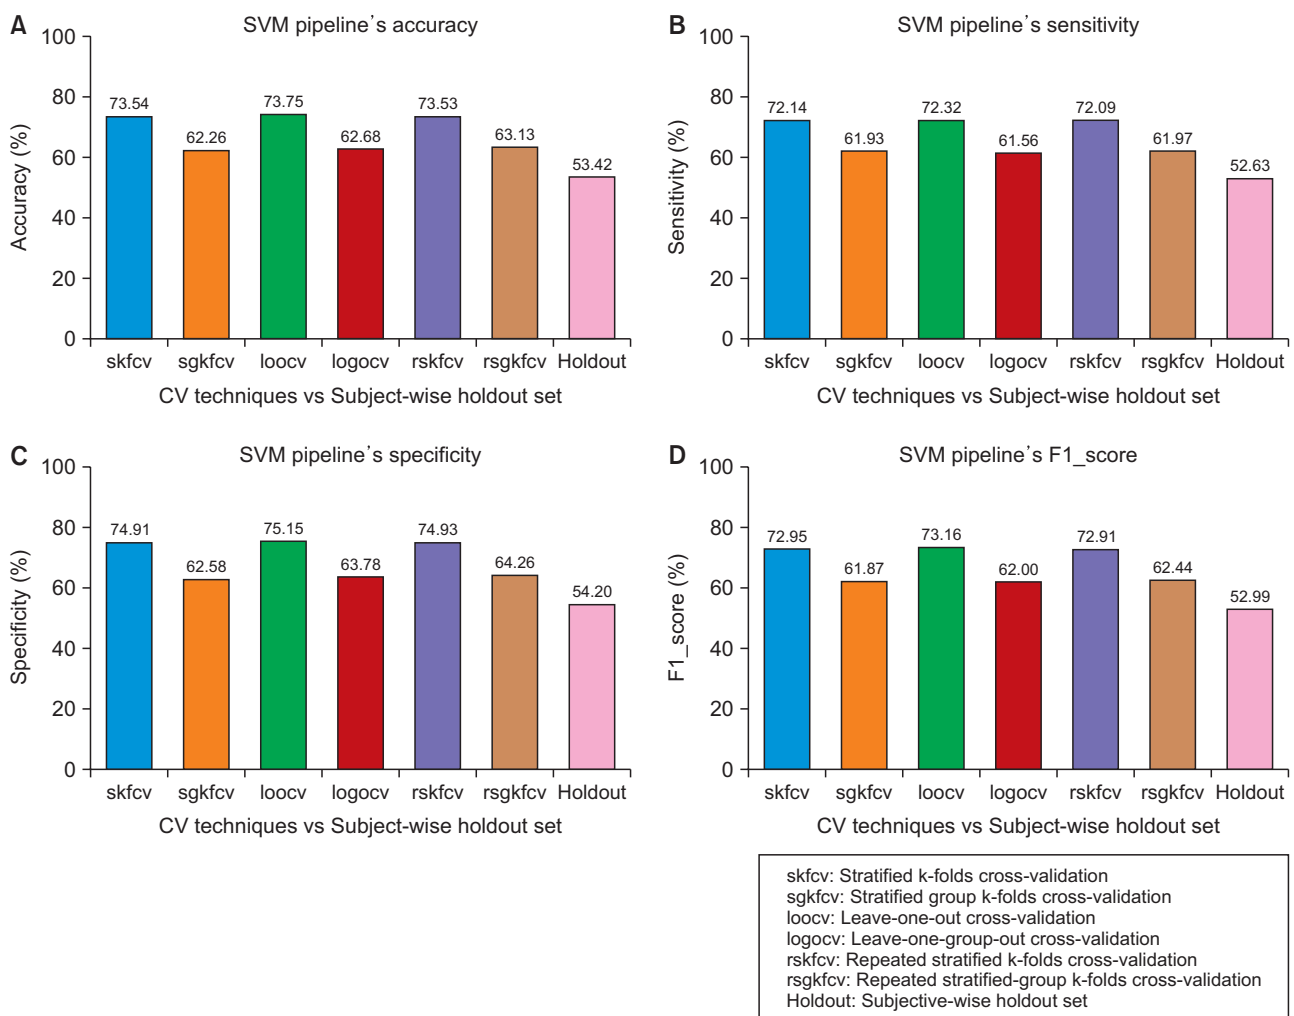 A
SVM pipeline's accuracy
Accuracy (%)
100
80
60
40
20
0
73.54
62.26
73.75
62.68
73.53
63.13
53.42
skfcv sgkfcv loocv logocv rskfcv rsgkfcv Holdout
CV techniques vs Subject-wise holdout set
B
SVM pipeline's sensitivity
Sensitivity (%)
100
80
60
40
20
0
72.14
61.93
72.32
61.56
72.09
61.97
52.63
skfcv sgkfcv loocv logocv rskfcv rsgkfcv Holdout
CV techniques vs Subject-wise holdout set
C
SVM pipeline's specificity
Specificity (%)
100
80
60
40
20
0
74.91
62.58
75.15
63.78
74.93
64.26
54.20
skfcv sgkfcv loocv logocv rskfcv rsgkfcv Holdout
CV techniques vs Subject-wise holdout set
D
SVM pipeline's F1_score
F1_score (%)
100
80
60
40
20
0
72.95
61.87
73.16
62.00
72.91
62.44
52.99
skfcv sgkfcv loocv logocv rskfcv rsgkfcv Holdout
CV techniques vs Subject-wise holdout set
skfcv: Stratified k-folds cross-validation
sgkfcv: Stratified group k-folds cross-validation
loocv: Leave-one-out cross-validation
logocv: Leave-one-group-out cross-validation
rskfcv: Repeated stratified k-folds cross-validation
rsgkfcv: Repeated stratified-group k-folds cross-validation
Holdout: Subjective-wise holdout set